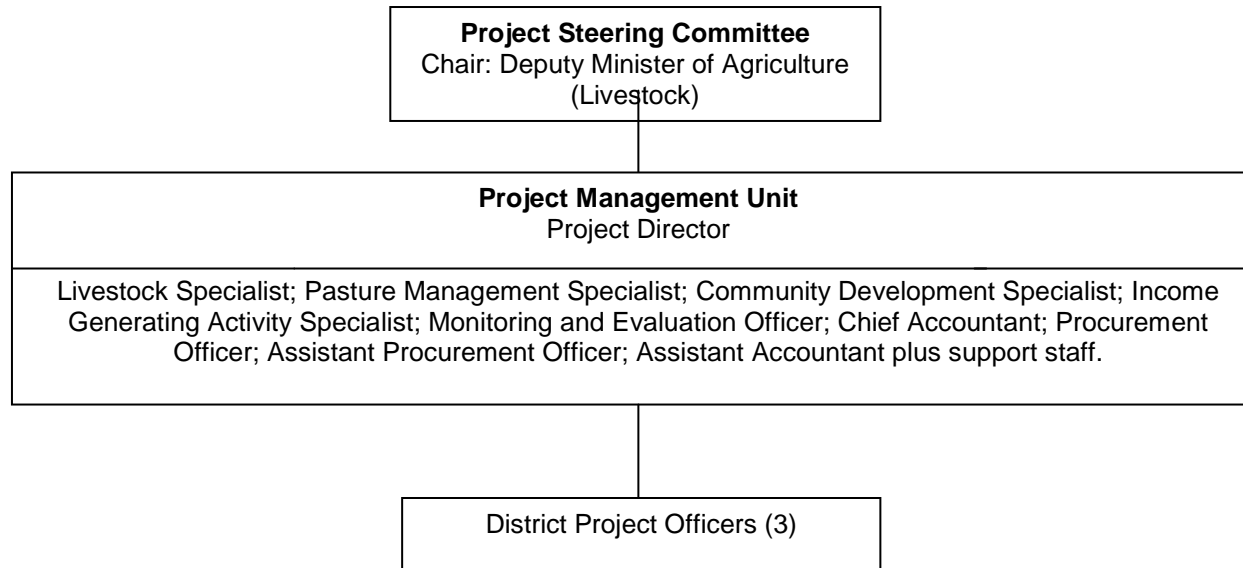 Project Steering Committee
Chair: Deputy Minister of Agriculture
(Livestock)
Project Management Unit
Project Director
Livestock Specialist; Pasture Management Specialist; Community Development Specialist; Income
Generating Activity Specialist; Monitoring and Evaluation Officer; Chief Accountant; Procurement
Officer; Assistant Procurement Officer; Assistant Accountant plus support staff.
District Project Officers (3)